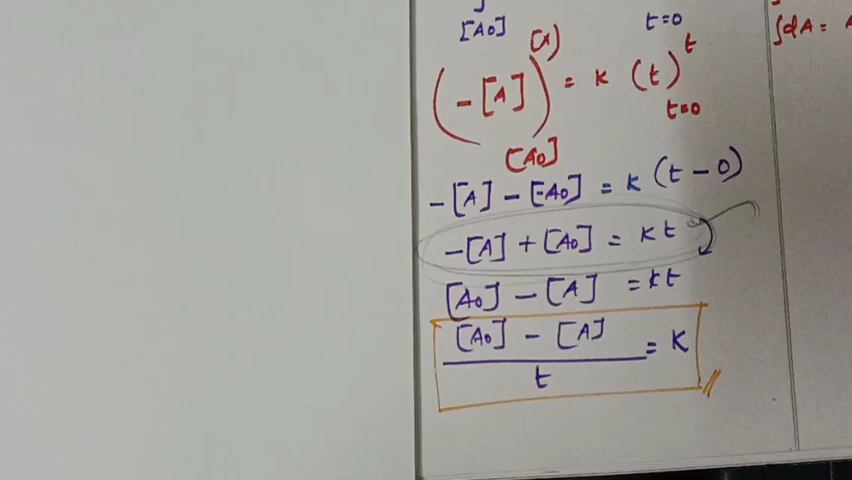 [A0] t=0
∫dA =
(-[A])[A] = K (t)t
[A0] t=0
-[A] - [-A0] = K (t-0)
-[A] + [A0] = Kt
[A0] - [A] = Kt
[A0] - [A]
= K
t